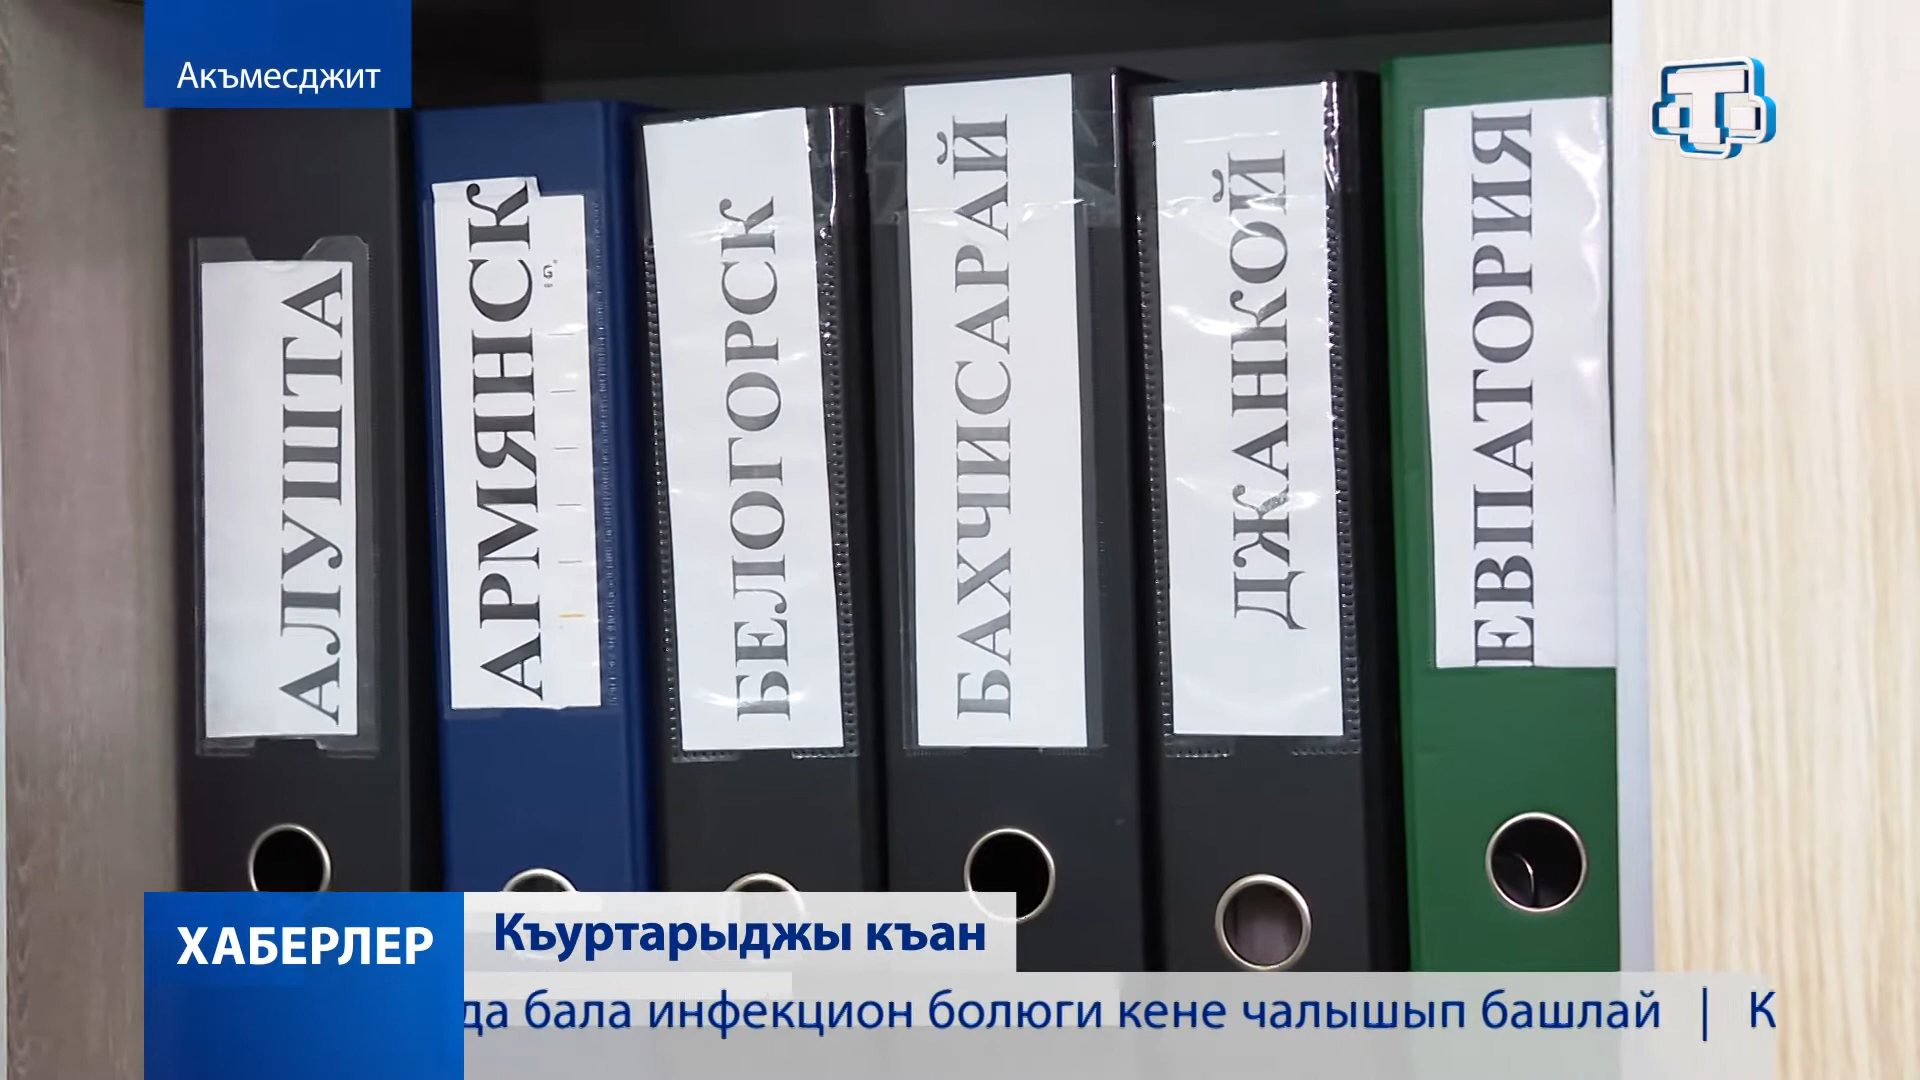 Акъмесджит
АЛУШТА
АРМЯНСК
БЕЛОГОРСК
БАХЧИСАРАЙ
ДЖАНКОЙ
ЕВПАТОРИЯ
ХАБЕРЛЕР
Къуртарыджы къан
да бала инфекцион болюги кене чалышып башлай | К